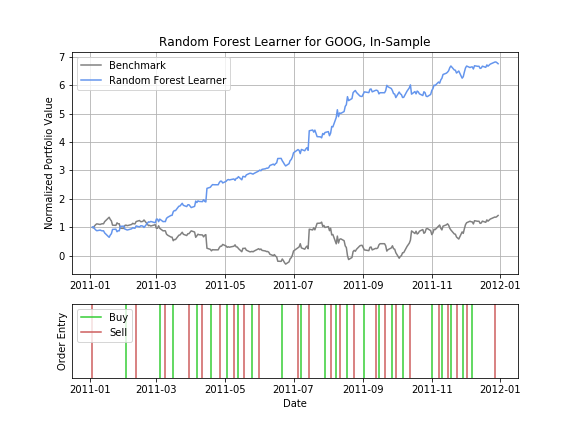 Random Forest Learner for GOOG, In-Sample
Normalized Portfolio Value
7
6
5
4
3
2
1
0
Benchmark
Random Forest Learner
2011-01 2011-03 2011-05 2011-07 2011-09 2011-11 2012-01
Order Entry
Buy
Sell
2011-01 2011-03 2011-05 2011-07 2011-09 2011-11 2012-01
Date